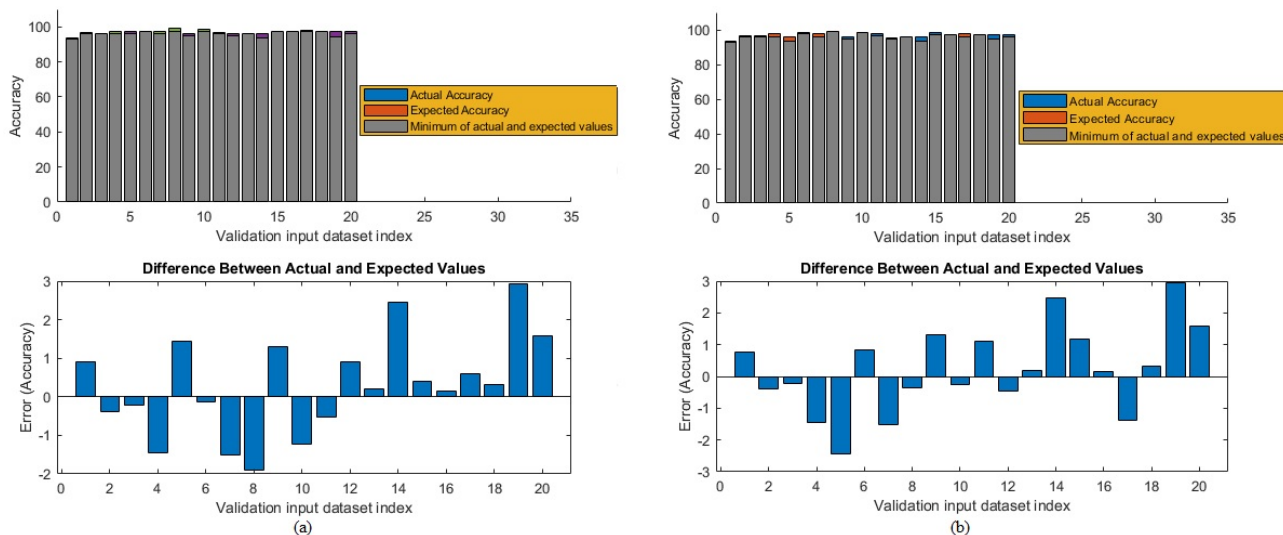 100
80
60
40
20
0
Accuracy
Actual Accuracy
Expected Accuracy
Minimum of actual and expected values
0 5 10 15 20 25 30 35
Validation input dataset index
Difference Between Actual and Expected Values
3
2
1
0
-1
-2
Error (Accuracy)
0 2 4 6 8 10 12 14 16 18 20
Validation input dataset index
(a)
100
80
60
40
20
0
Accuracy
Actual Accuracy
Expected Accuracy
Minimum of actual and expected values
0 5 10 15 20 25 30 35
Validation input dataset index
Difference Between Actual and Expected Values
3
2
1
0
-1
-2
-3
Error (Accuracy)
0 2 4 6 8 10 12 14 16 18 20
Validation input dataset index
(b)